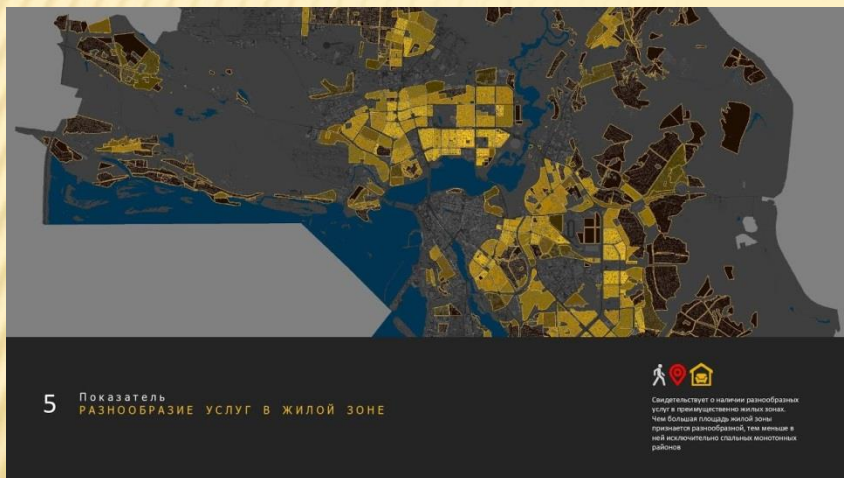 5
Показатель
РАЗНООБРАЗИЕ УСЛУГ В ЖИЛОЙ ЗОНЕ
Свидетельствует о наличии разнообразных
услуг в преимущественно жилых зонах.
Чем большая площадь жилой зоны
признается разнообразной, тем меньше в
ней исключительно спальных монотонных
районов